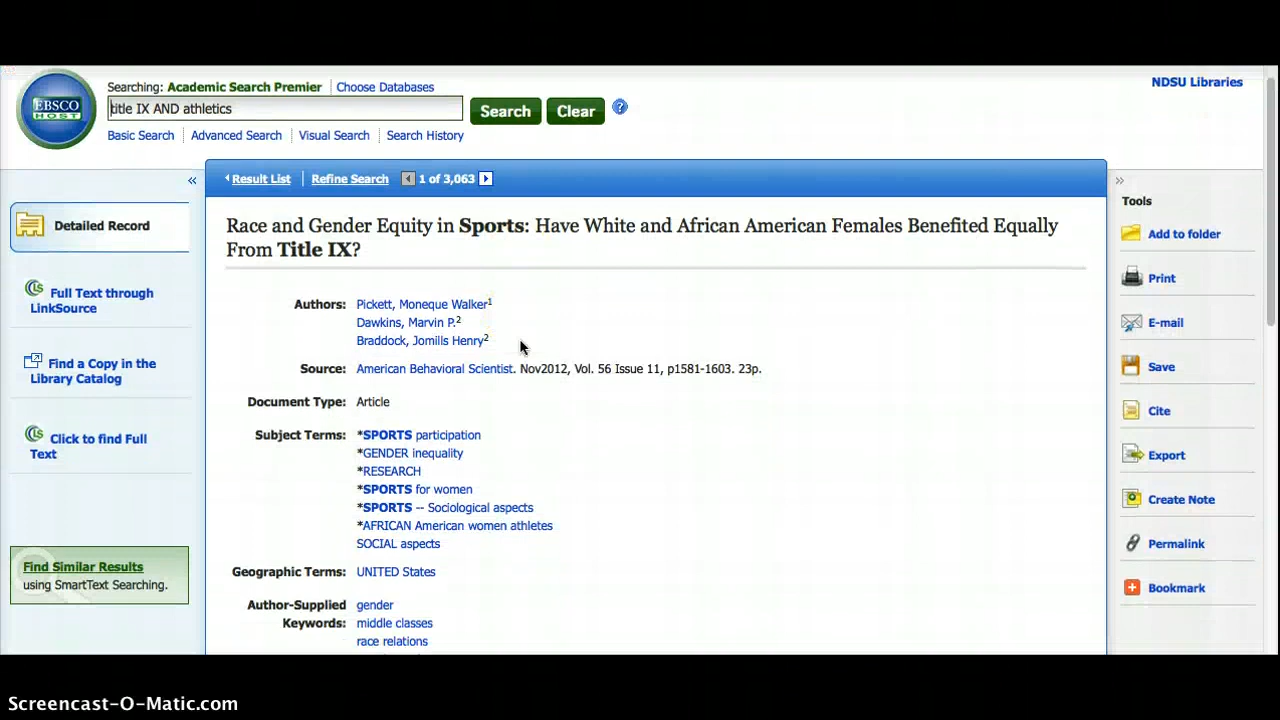 Searching: Academic Search Premier Choose Databases
NDSU Libraries
EBSCO
HOST
title IX AND athletics
Search Clear ?
Basic Search Advanced Search Visual Search Search History
« Result List Refine Search 1 of 3,063 »
Tools
Detailed Record
Full Text through
LinkSource
Find a Copy in the
Library Catalog
Click to find Full
Text
Find Similar Results
using SmartText Searching.
Race and Gender Equity in Sports: Have White and African American Females Benefited Equally
From Title IX?
Authors: Pickett, Moneque Walker1
Dawkins, Marvin P.2
Braddock, Jomills Henry2
Source: American Behavioral Scientist. Nov2012, Vol. 56 Issue 11, p1581-1603. 23p.
Document Type: Article
Subject Terms: *SPORTS participation
*GENDER inequality
*RESEARCH
*SPORTS for women
*SPORTS -- Sociological aspects
*AFRICAN American women athletes
SOCIAL aspects
Geographic Terms: UNITED States
Author-Supplied gender
Keywords: middle classes
race relations
Add to folder
Print
E-mail
Save
Cite
Export
Create Note
Permalink
Bookmark
Screencast-O-Matic.com